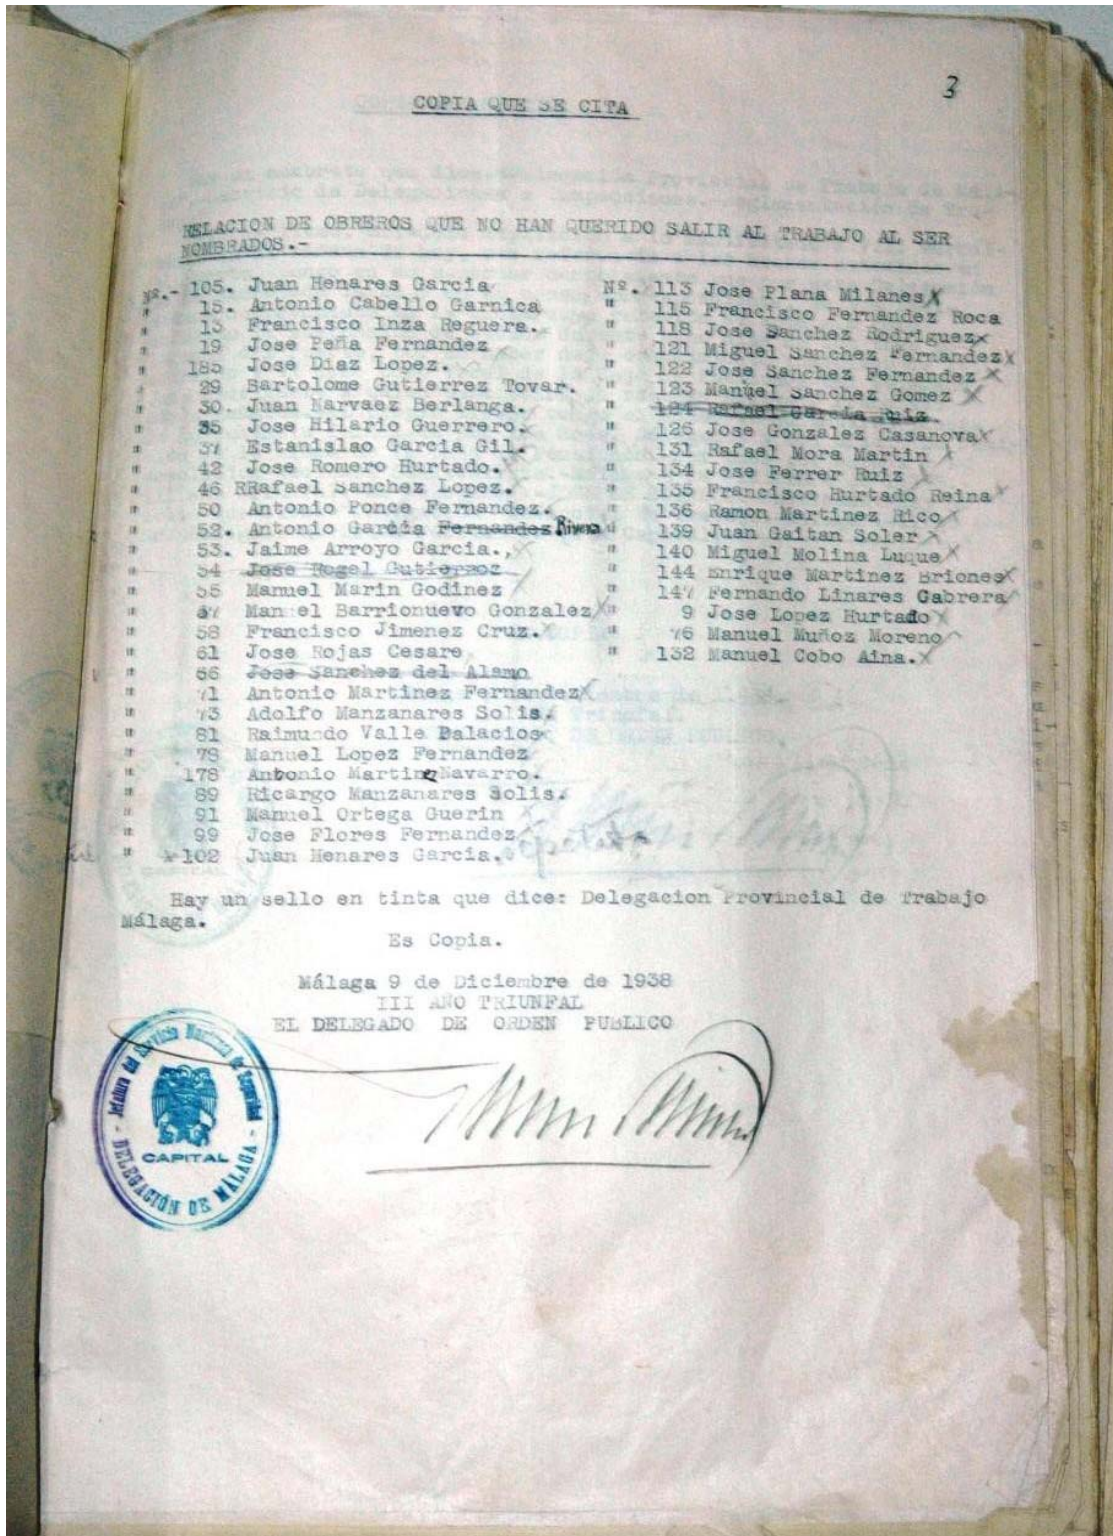 3
COPIA QUE SE CITA
RELACION DE OBREROS QUE NO HAN QUERIDO SALIR AL TRABAJO AL SER
NOMBRADOS.-
Nº.- 105. Juan Henares Garcia
" 15. Antonio Cabello Garnica
" 13 Francisco Inza Reguera.
" 19 Jose Peña Fernandez
" 185 Jose Diaz Lopez.
" 29 Bartolome Gutierrez Tovar.
" 30. Juan Narvaez Berlanga.
" 35 Jose Hilario Guerrero.
" 37 Estanislao Garcia Gil.
" 42 Jose Romero Hurtado.
" 46 RRafael Sanchez Lopez.
" 50 Antonio Ponce Fernandez.
" 52. Antonio Garcia Fernandez Rivera
" 53. Jaime Arroyo Garcia.,
" 54 Jose Rogel Gutierrez
" 55 Manuel Marin Godinez
" 57 Manuel Barrionuevo Gonzalez X
" 58 Francisco Jimenez Cruz. X
" 61 Jose Rojas Cesare
" 66 Jose Sanchez del Alamo
" 71 Antonio Martinez Fernandez X
" 73 Adolfo Manzanares Solis.
" 81 Raimundo Valle Palacios
" 78 Manuel Lopez Fernandez
" 178 Antonio Martinez Navarro.
" 89 Ricargo Manzanares Solis.
" 91 Manuel Ortega Guerin
" 99 Jose Flores Fernandez
" 102 Juan Henares Garcia.
Nº. 113 Jose Plana Milanes X
" 115 Francisco Fernandez Roca
" 118 Jose Sanchez Rodriguez X
" 121 Miguel Sanchez Fernandez X
" 122 Jose Sanchez Fernandez X
" 123 Manuel Sanchez Gomez X
" 124 Rafael Garcia Ruiz
" 126 Jose Gonzalez Casanova X
" 131 Rafael Mora Martin X
" 134 Jose Ferrer Ruiz X
" 135 Francisco Hurtado Reina X
" 136 Ramon Martinez Rico X
" 139 Juan Gaitan Soler X
" 140 Miguel Molina Luque X
" 144 Enrique Martinez Briones X
" 147 Fernando Linares Cabrera
" 9 Jose Lopez Hurtado X
" 76 Manuel Muñoz Moreno
" 132 Manuel Cobo Aina. X
Hay un sello en tinta que dice: Delegacion Provincial de Trabajo
Málaga.
Es Copia.
Málaga 9 de Diciembre de 1938
III AÑO TRIUNFAL
EL DELEGADO DE ORDEN PUBLICO
Jefatura del Servicio Nacional de Seguridad
CAPITAL
- DELEGACIÓN DE MÁLAGA -